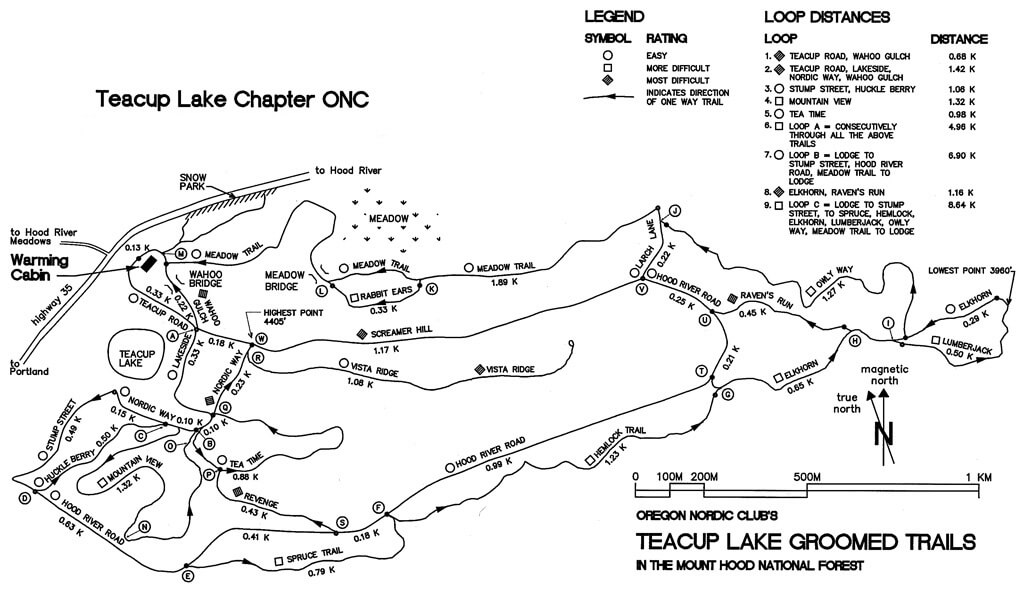 Teacup Lake Chapter ONC
LEGEND
SYMBOL RATING
EASY
MORE DIFFICULT
MOST DIFFICULT
INDICATES DIRECTION
OF ONE WAY TRAIL
LOOP DISTANCES
LOOP DISTANCE
1. TEACUP ROAD, WAHOO GULCH 0.68 K
2. TEACUP ROAD, LAKESIDE, 1.42 K
NORDIC WAY, WAHOO GULCH
3. STUMP STREET, HUCKLE BERRY 1.06 K
4. MOUNTAIN VIEW 1.32 K
5. TEA TIME 0.98 K
6. LOOP A = CONSECUTIVELY 4.96 K
THROUGH ALL THE ABOVE
TRAILS
7. LOOP B = LODGE TO 6.90 K
STUMP STREET, HOOD RIVER
ROAD, MEADOW TRAIL TO
LODGE
8. ELKHORN, RAVEN'S RUN 1.16 K
9. LOOP C = LODGE TO STUMP 8.64 K
STREET, TO SPRUCE, HEMLOCK,
ELKHORN, LUMBERJACK, OWLY
WAY, MEADOW TRAIL TO LODGE
to Hood River
SNOW
PARK
to Hood River
Meadows
Warming
Cabin
highway 35
to
Portland
0.13 K
M
MEADOW TRAIL
WAHOO
BRIDGE
WAHOO
GULCH
0.22 K
0.33 K
TEACUP ROAD
A
TEACUP
LAKE
LAKESIDE
0.33 K
0.18 K
HIGHEST POINT
4405'
W
R
MEADOW
MEADOW
BRIDGE
L
MEADOW TRAIL
RABBIT EARS
0.33 K
K
MEADOW TRAIL
1.89 K
SCREAMER HILL
1.17 K
VISTA RIDGE
1.08 K
VISTA RIDGE
J
LARCH LANE
0.22 K
V
HOOD RIVER ROAD
0.25 K
U
RAVEN'S RUN
0.45 K
OWLY WAY
1.27 K
LOWEST POINT 3960'
ELKHORN
0.29 K
I
LUMBERJACK
0.50 K
H
0.21 K
T
G
ELKHORN
0.65 K
magnetic
north
true
north
N
NORDIC WAY
0.23 K
Q
NORDIC WAY
0.15 K
0.10 K
0.10 K
C
O
B
STUMP STREET
0.49 K
HUCKLE BERRY
0.50 K
D
MOUNTAIN VIEW
1.32 K
N
HOOD RIVER ROAD
0.63 K
E
P
TEA TIME
0.88 K
REVENGE
0.43 K
0.41 K
S
0.18 K
F
SPRUCE TRAIL
0.79 K
HOOD RIVER ROAD
0.99 K
HEMLOCK TRAIL
1.23 K
0 100M 200M 500M 1 KM
OREGON NORDIC CLUB'S
TEACUP LAKE GROOMED TRAILS
IN THE MOUNT HOOD NATIONAL FOREST